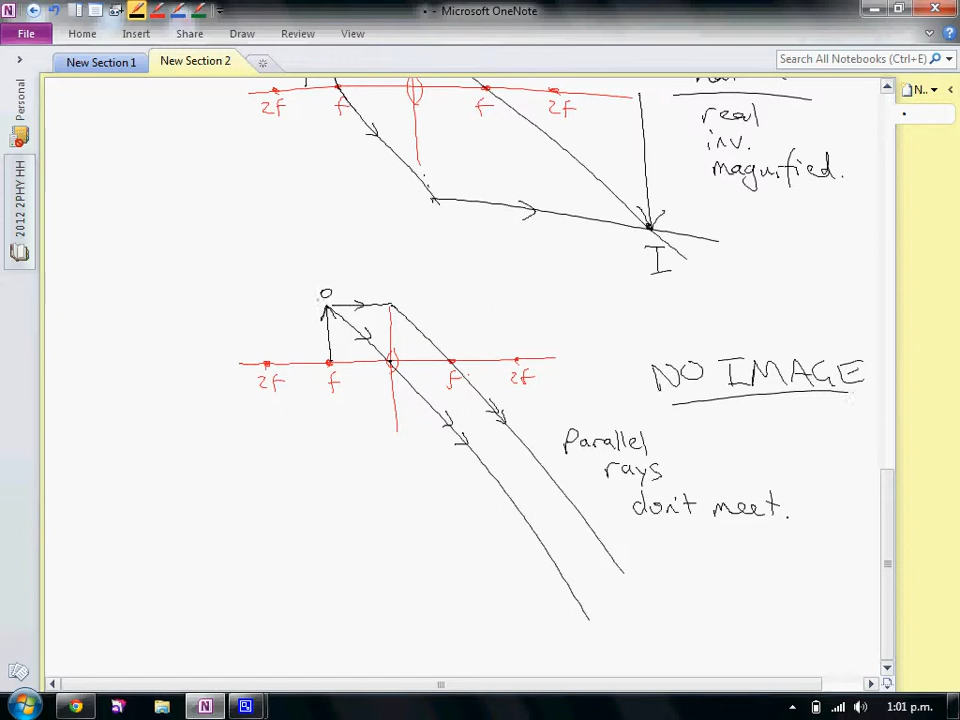 Microsoft OneNote
File Home Insert Share Draw Review View
New Section 1 New Section 2 Search All Notebooks (Ctrl+E)
N..
Personal
2012 2PHY HH
2f f f 2f
real
inv.
magnified.
I
O
2f f f 2f
NO IMAGE
Parallel
rays
don't meet.
1:01 p.m.